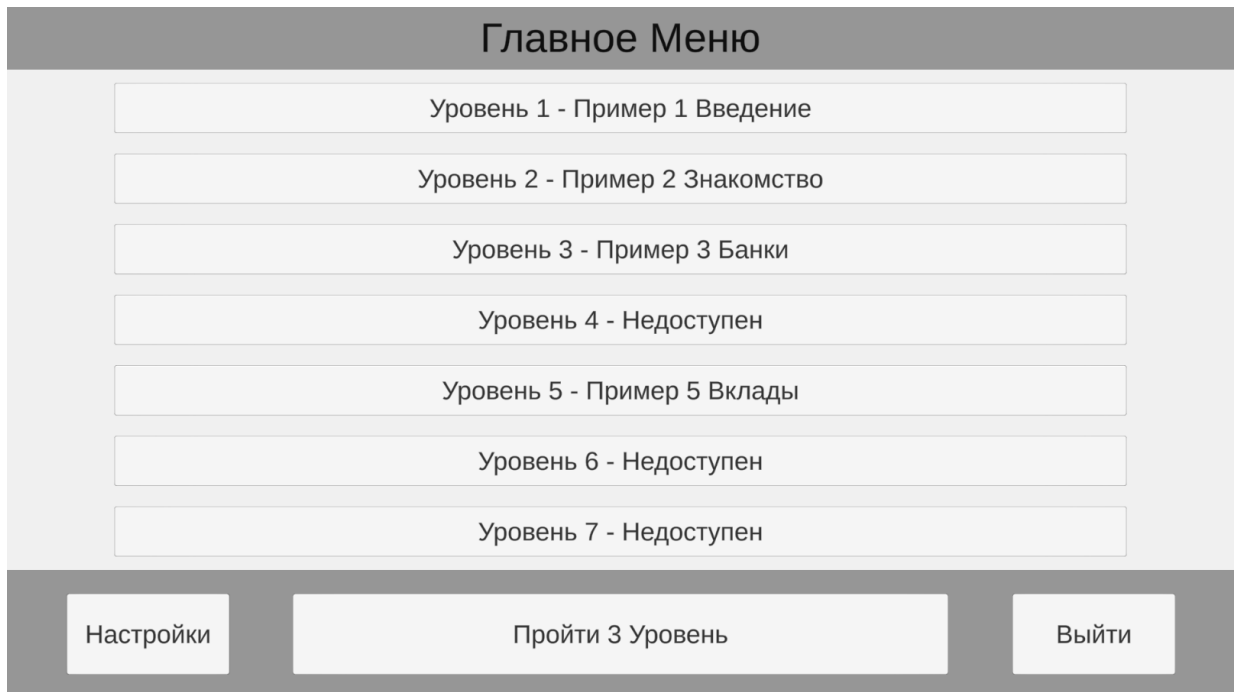 Главное Меню
Уровень 1 - Пример 1 Введение
Уровень 2 - Пример 2 Знакомство
Уровень 3 - Пример 3 Банки
Уровень 4 - Недоступен
Уровень 5 - Пример 5 Вклады
Уровень 6 - Недоступен
Уровень 7 - Недоступен
Настройки
Пройти 3 Уровень
Выйти